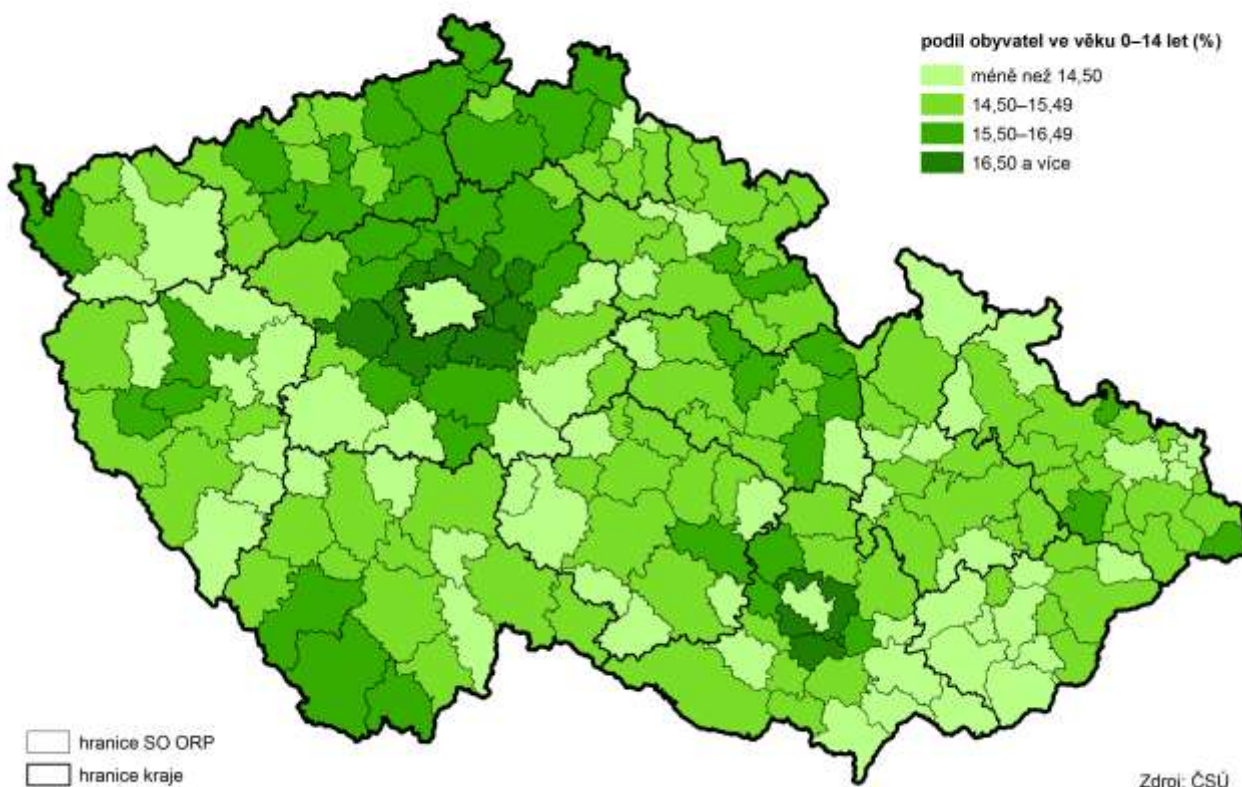 podíl obyvatel ve věku 0–14 let (%)
méně než 14,50
14,50–15,49
15,50–16,49
16,50 a více
hranice SO ORP
hranice kraje
Zdroj: ČSÚ